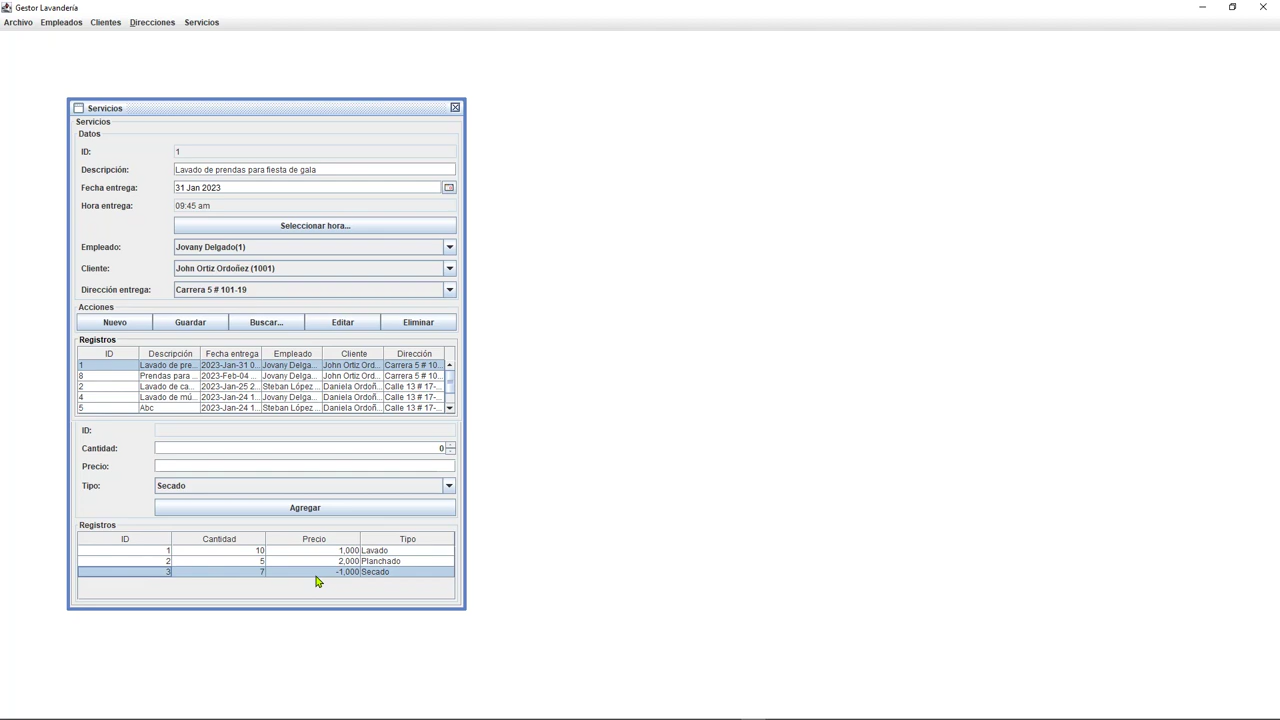 Gestor Lavandería
Archivo Empleados Clientes Direcciones Servicios
Servicios
Servicios
Datos
ID: 1
Descripción: Lavado de prendas para fiesta de gala
Fecha entrega: 31 Jan 2023
Hora entrega: 09:45 am
Seleccionar hora...
Empleado: Jovany Delgado(1)
Cliente: John Ortiz Ordoñez (1001)
Dirección entrega: Carrera 5 # 101-19
Acciones
Nuevo Guardar Buscar... Editar Eliminar
Registros
ID Descripción Fecha entrega Empleado Cliente Dirección
1 Lavado de pre... 2023-Jan-31 0... Jovany Delga... John Ortiz Ord... Carrera 5 # 10...
8 Prendas para ... 2023-Feb-04 ... Jovany Delga... John Ortiz Ord... Carrera 5 # 10...
2 Lavado de ca... 2023-Jan-25 2... Steban López ... Daniela Ordoñ... Calle 13 # 17-...
4 Lavado de mú... 2023-Jan-24 1... Jovany Delga... Daniela Ordoñ... Calle 13 # 17-...
5 Abc 2023-Jan-24 1... Steban López ... Daniela Ordoñ... Calle 13 # 17-...
ID:
Cantidad: 0
Precio:
Tipo: Secado
Agregar
Registros
ID Cantidad Precio Tipo
1 10 1,000 Lavado
2 5 2,000 Planchado
3 7 -1,000 Secado